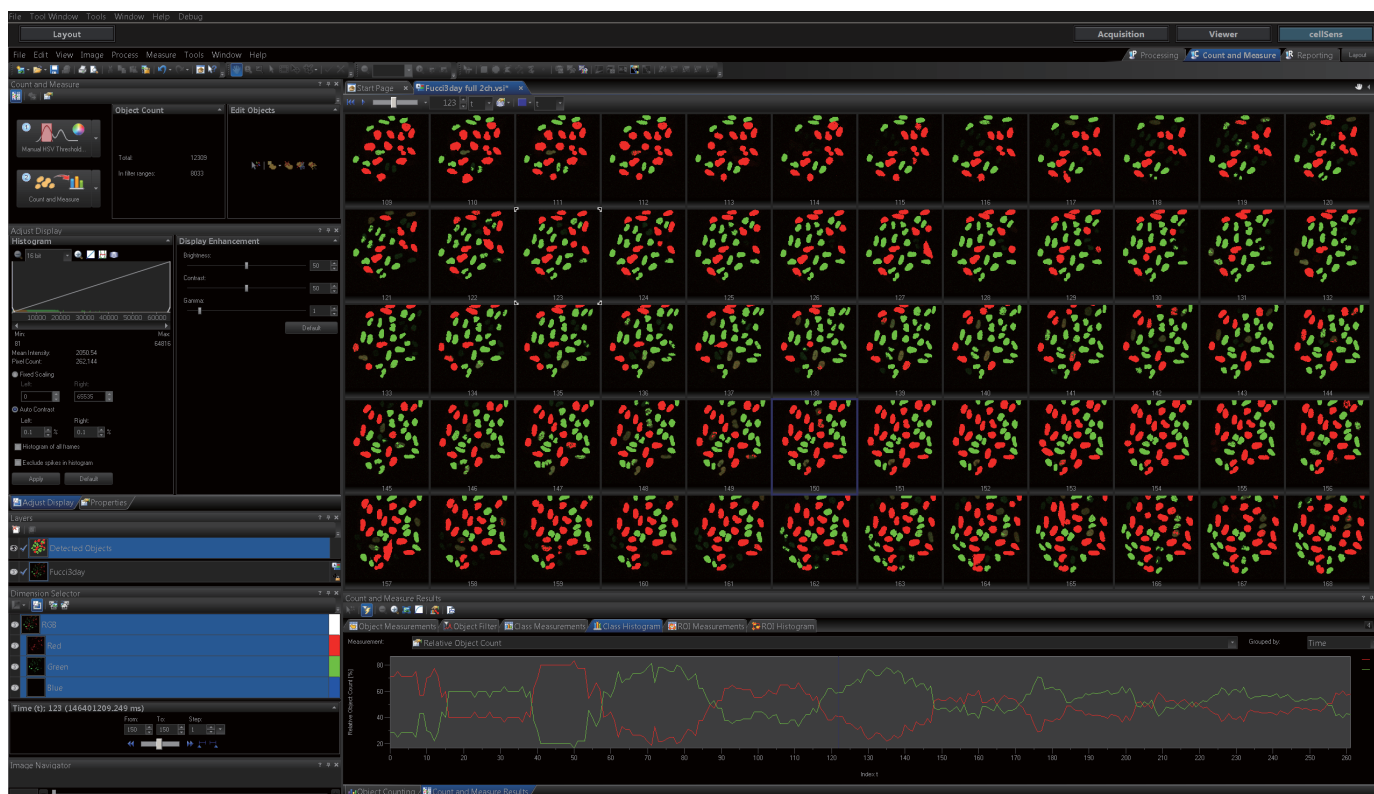 File Tool Window Tools Window Help Debug
Layout
Acquisition Viewer cellSens
File Edit View Image Process Measure Tools Window Help
Processing Count and Measure Reporting Layout
Count and Measure
Start Page Fucci3day full 2ch.vsi*
123 t t
Object Count Edit Objects
Manual HSV Threshold...
Total: 12309
In filter ranges: 8033
Count and Measure
109 110 111 112 113 114 115 116 117 118 119 120
Adjust Display
Histogram Display Enhancement
16 bit
Brightness:
50
Contrast:
50
Gamma:
1
Default
121 122 123 124 125 126 127 128 129 130 131 132
10000 20000 30000 40000 50000 60000
Min: Max:
81 64816
Mean Intensity: 2050.54
Pixel Count: 262,144
Fixed Scaling:
Left: Right:
0 65535
Auto Contrast
Left: Right:
0.1 % 0.1 %
Histogram of all frames
Exclude spikes in histogram
Apply Default
133 134 135 136 137 138 139 140 141 142 143 144
145 146 147 148 149 150 151 152 153 154 155 156
Adjust Display Properties
Layers
Detected Objects
Fucci3day
157 158 159 160 161 162 163 164 165 166 167 168
Dimension Selector
RGB
Red
Green
Blue
Time (t): 123 (146401209.249 ms)
From: To: Step
150 150 1
Image Navigator
Count and Measure Results
Object Measurements Object Filter Class Measurements Class Histogram ROI Measurements ROI Histogram
Measurement: Relative Object Count Grouped by: Time
Relative Object Count [%]
80
60
40
20
0 10 20 30 40 50 60 70 80 90 100 110 120 130 140 150 160 170 180 190 200 210 220 230 240 250 260
Index t
Object Counting Count and Measure Results